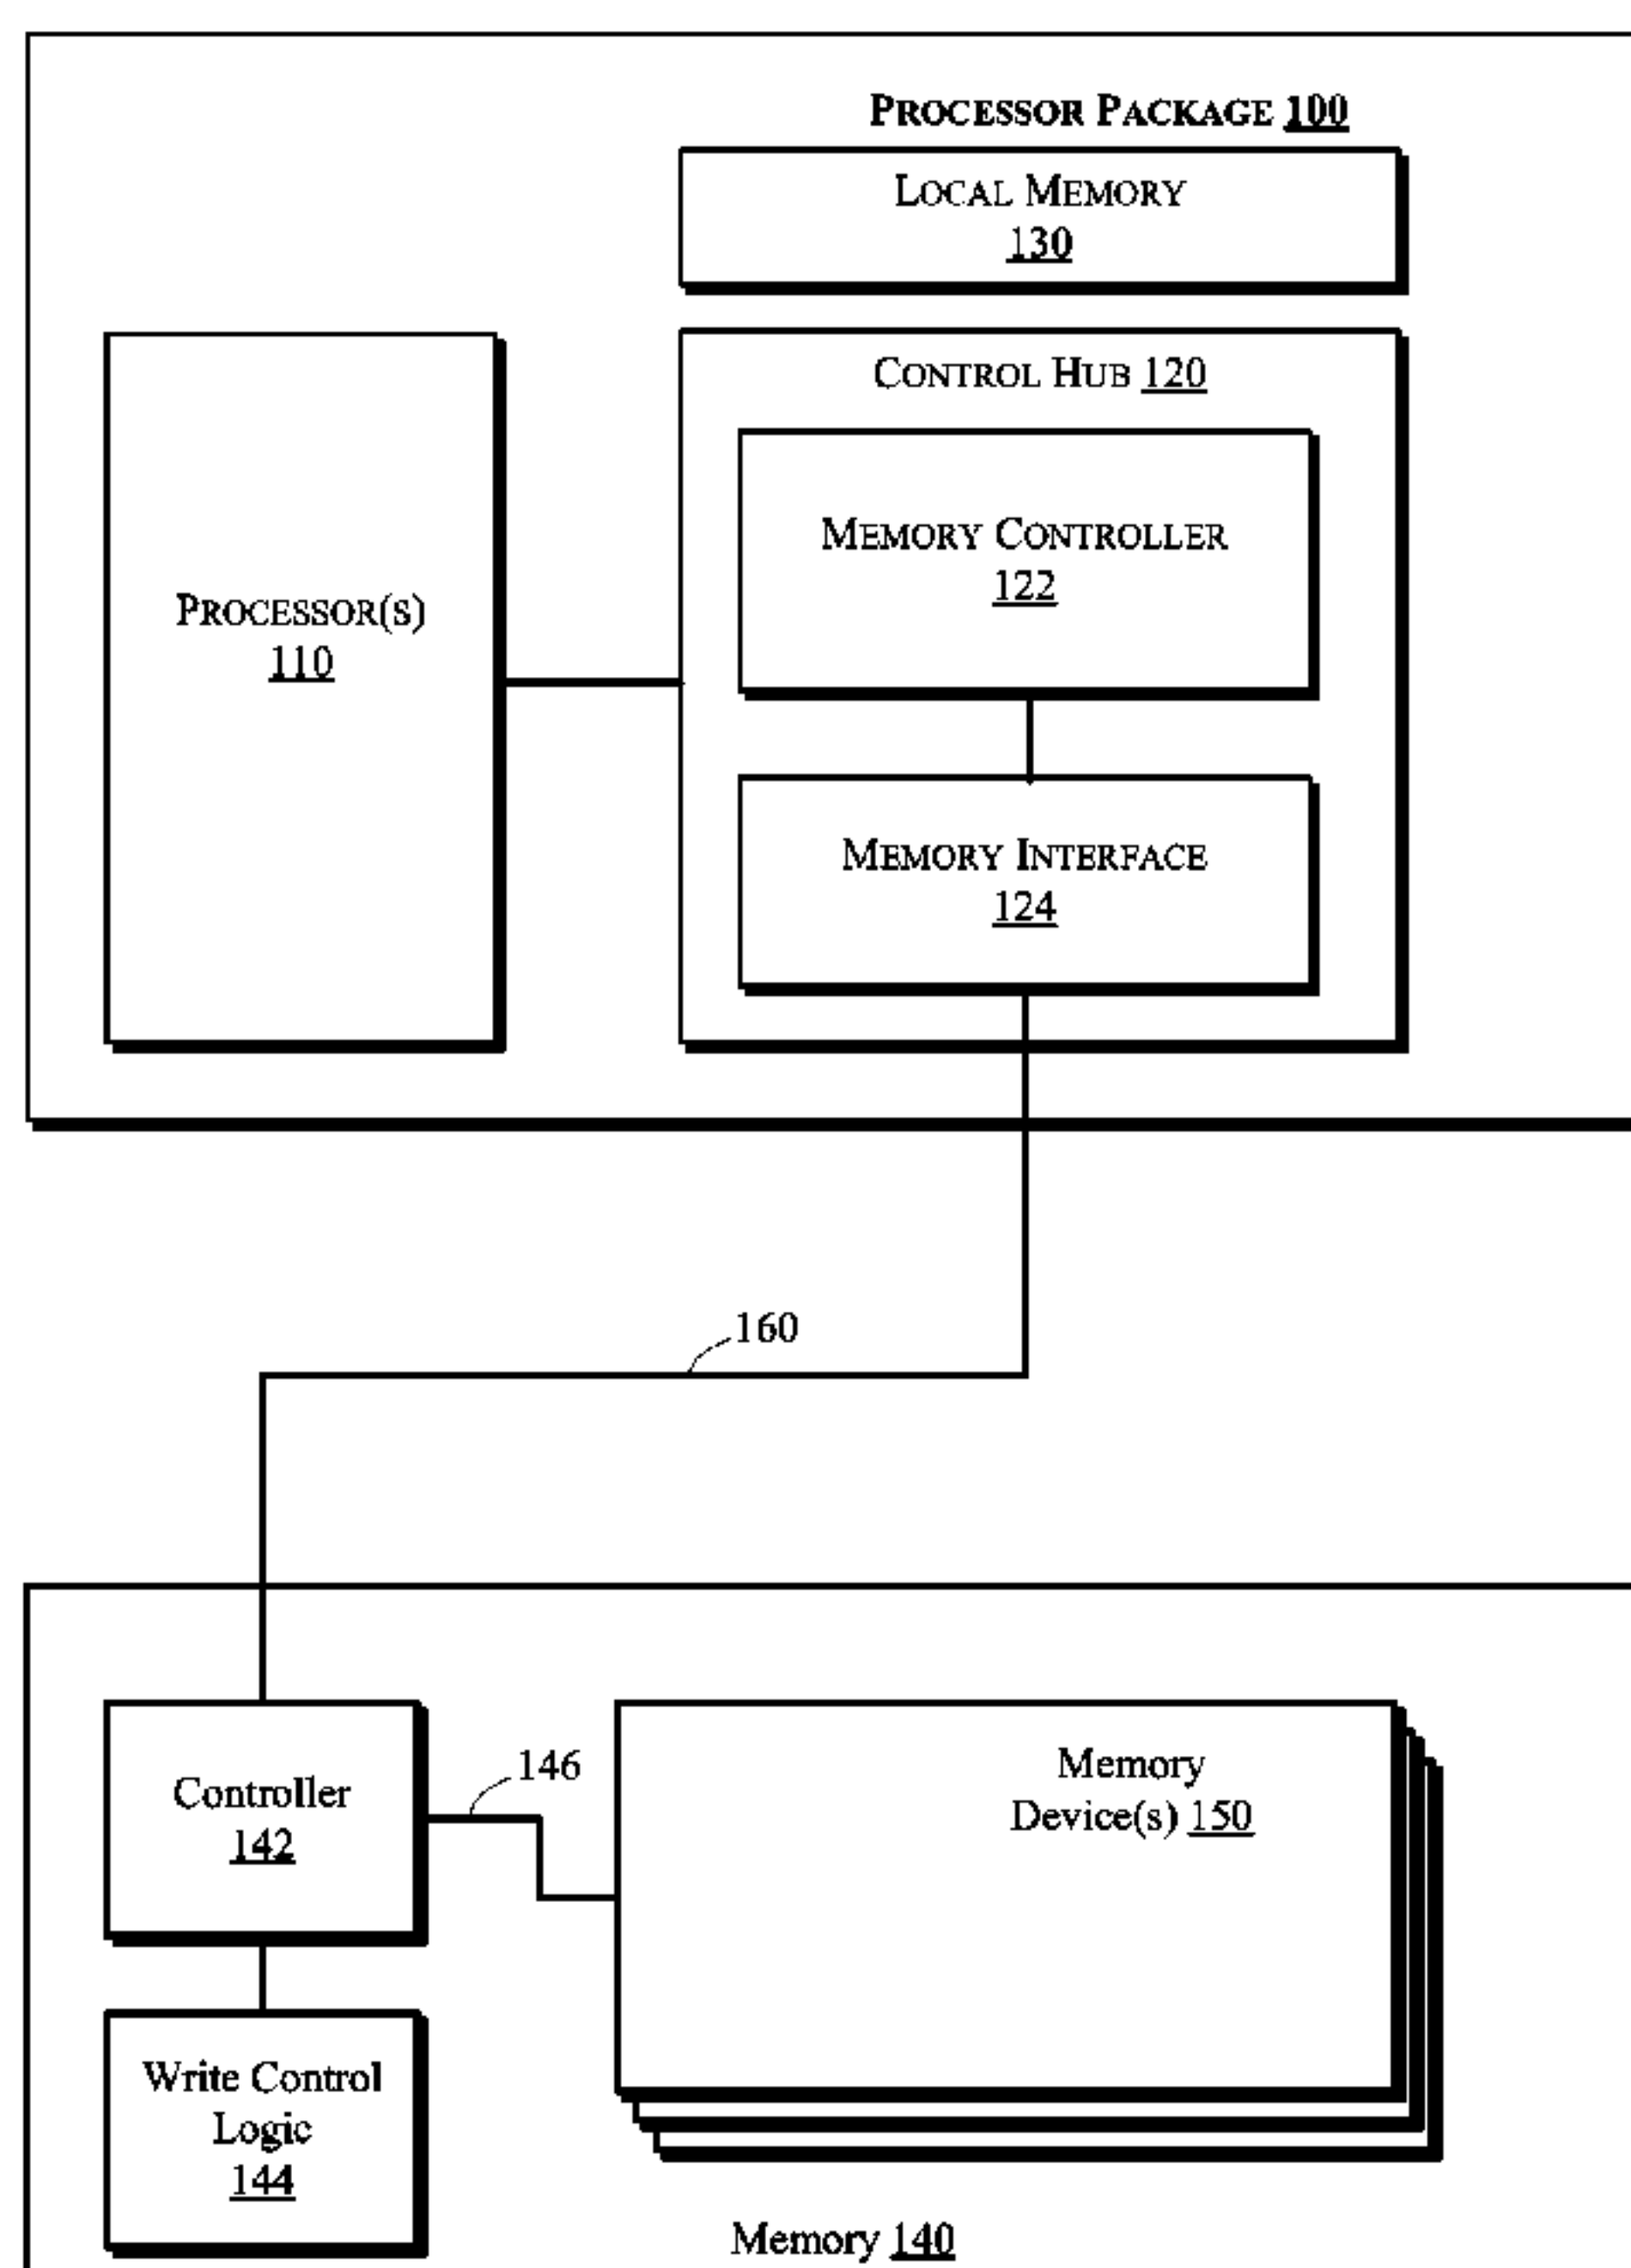 PROCESSOR PACKAGE 100
LOCAL MEMORY
130
CONTROL HUB 120
MEMORY CONTROLLER
122
PROCESSOR(S)
110
MEMORY INTERFACE
124
160
146
Controller
142
Memory
Device(s) 150
Write Control
Logic
144
Memory 140